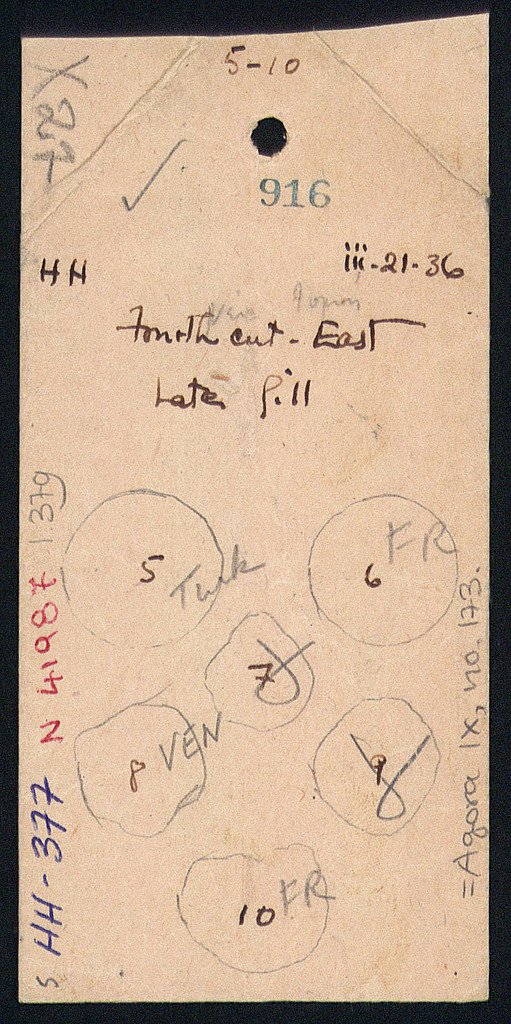 5-10
✓
916
HH
iii-21-36
Fourth cut - East
Later fill
5 Turk
6 FR
7
8 VEN
9
10 FR
S HH-377 N 41987 1379
=Agora IX, no. 173.